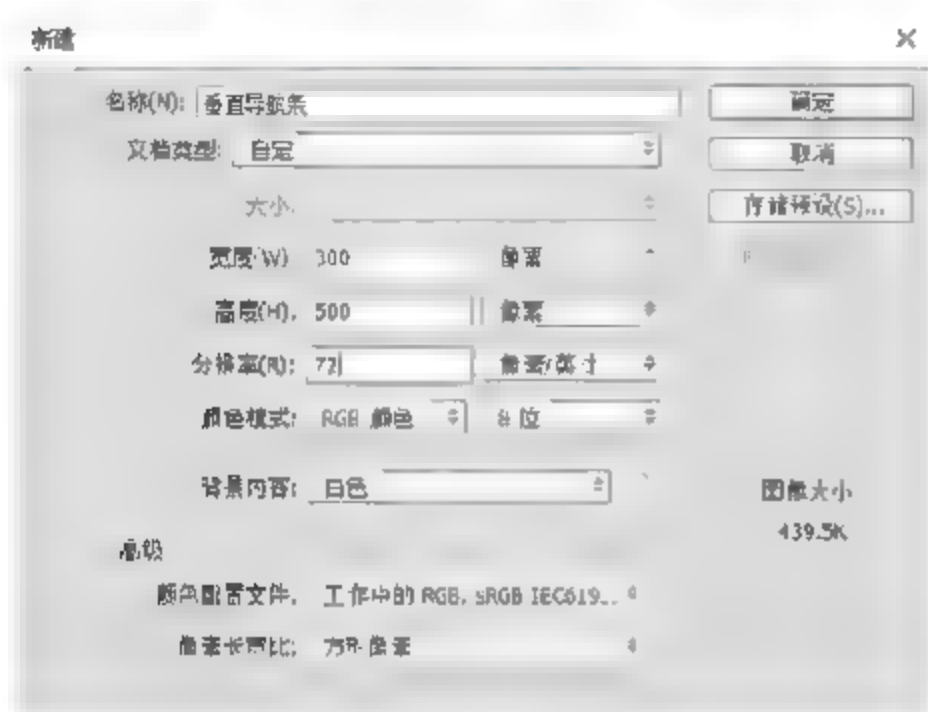 新建
名称(N): 垂直导航条 确定
文档类型: 自定 取消
大小: 存储预设(S)...
宽度(W) 300 像素
高度(H): 500 像素
分辨率(R): 72 像素/英寸
颜色模式: RGB 颜色 8 位
背景内容: 白色 图像大小
439.5K
高级
颜色配置文件: 工作中的 RGB: sRGB IEC619...
像素长宽比: 方形像素